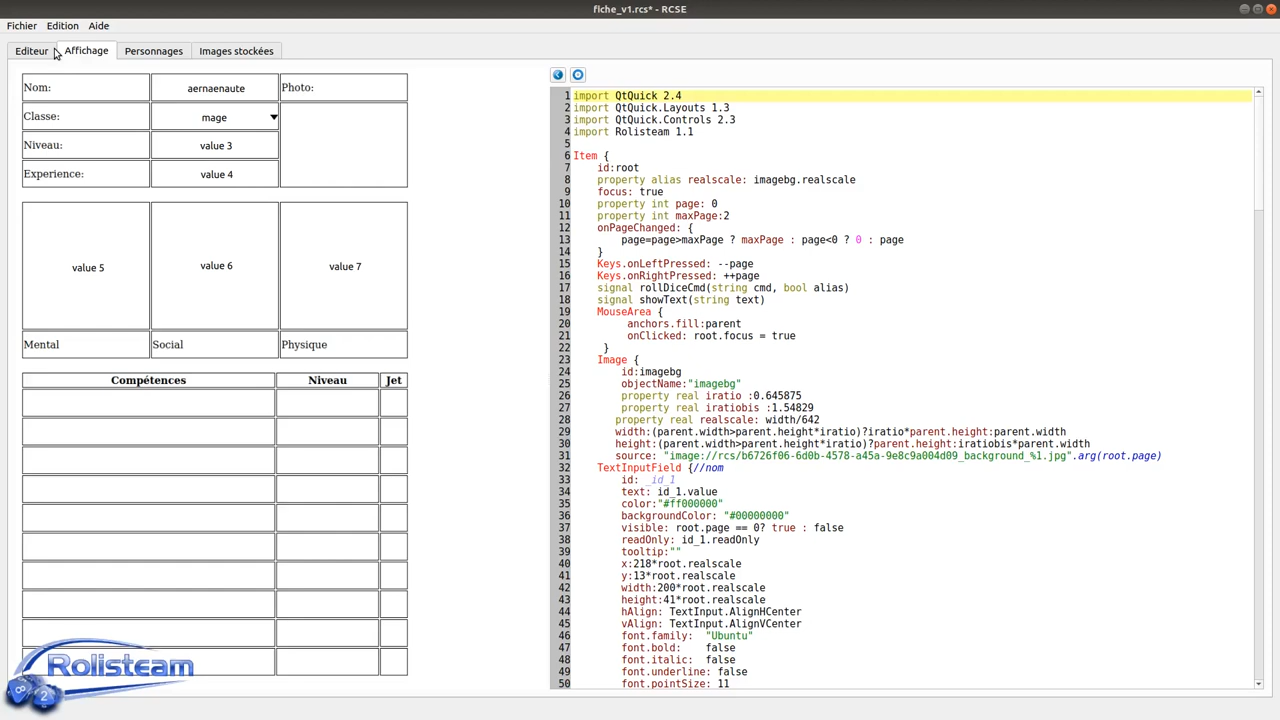 fiche_v1.rcs* - RCSE
Fichier Edition Aide
Editeur Affichage Personnages Images stockées
Nom: aernaenaute Photo:
Classe: mage
Niveau: value 3
Experience: value 4
value 5 value 6 value 7
Mental Social Physique
Compétences Niveau Jet
Rolisteam
8 2
1 import QtQuick 2.4
2 import QtQuick.Layouts 1.3
3 import QtQuick.Controls 2.3
4 import Rolisteam 1.1
5
6 Item {
7 id:root
8 property alias realscale: imagebg.realscale
9 focus: true
10 property int page: 0
11 property int maxPage:2
12 onPageChanged: {
13 page=page>maxPage ? maxPage : page<0 ? 0 : page
14 }
15 Keys.onLeftPressed: --page
16 Keys.onRightPressed: ++page
17 signal rollDiceCmd(string cmd, bool alias)
18 signal showText(string text)
19 MouseArea {
20 anchors.fill:parent
21 onClicked: root.focus = true
22 }
23 Image {
24 id:imagebg
25 objectName:"imagebg"
26 property real iratio :0.645875
27 property real iratiobis :1.54829
28 property real realscale: width/642
29 width:(parent.width>parent.height*iratio)?iratio*parent.height:parent.width
30 height:(parent.width>parent.height*iratio)?parent.height:iratiobis*parent.width
31 source: "image://rcs/b6726f06-6d0b-4578-a45a-9e8c9a004d09_background_%1.jpg".arg(root.page)
32 TextInputField {//nom
33 id: _id_1
34 text: id_1.value
35 color:"#ff000000"
36 backgroundColor: "#00000000"
37 visible: root.page == 0? true : false
38 readOnly: id_1.readOnly
39 tooltip:""
40 x:218*root.realscale
41 y:13*root.realscale
42 width:200*root.realscale
43 height:41*root.realscale
44 hAlign: TextInput.AlignHCenter
45 vAlign: TextInput.AlignVCenter
46 font.family: "Ubuntu"
47 font.bold: false
48 font.italic: false
49 font.underline: false
50 font.pointSize: 11